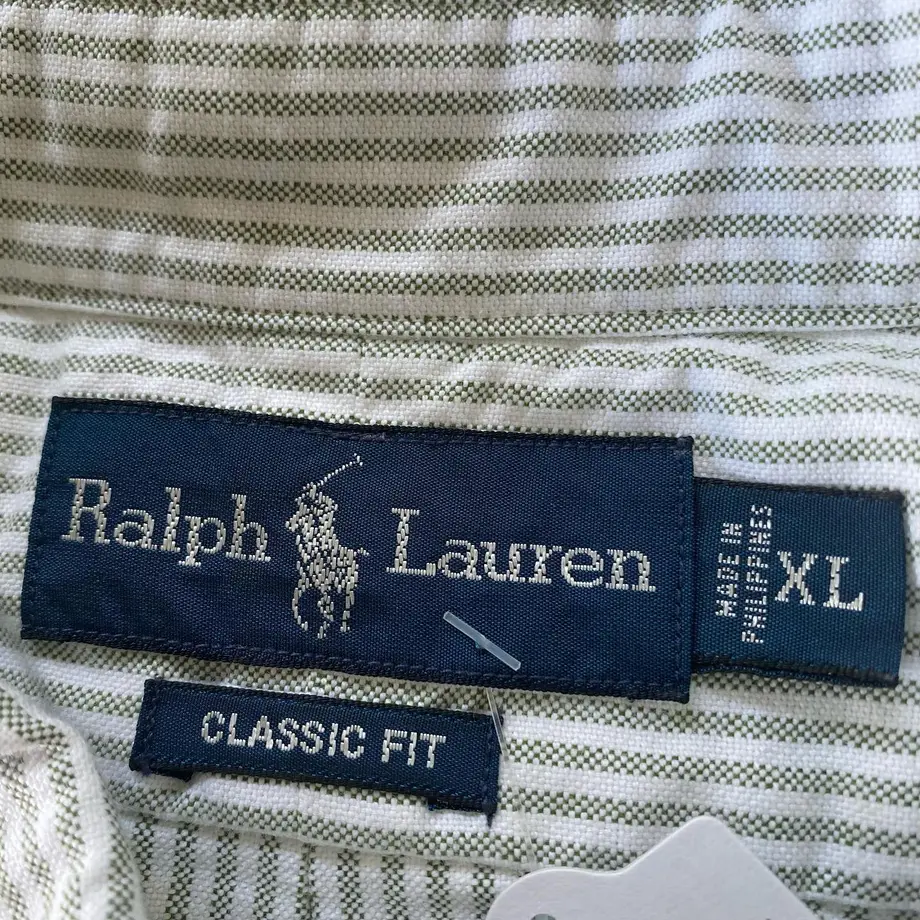 Ralph Lauren
MADE IN
PHILIPPINES
XL
CLASSIC FIT